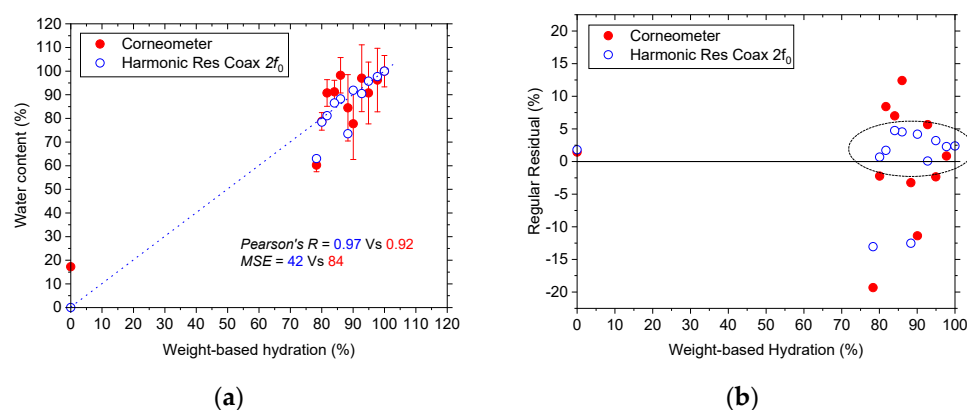 120
110
100
90
80
70
60
50
40
30
20
10
0
Water content (%)
Corneometer
Harmonic Res Coax 2f₀
Pearson's R = 0.97 Vs 0.92
MSE = 42 Vs 84
0 10 20 30 40 50 60 70 80 90 100 110 120
Weight-based hydration (%)
(a)
20
15
10
5
0
-5
-10
-15
-20
Regular Residual (%)
Corneometer
Harmonic Res Coax 2f₀
0 10 20 30 40 50 60 70 80 90 100
Weight-based Hydration (%)
(b)